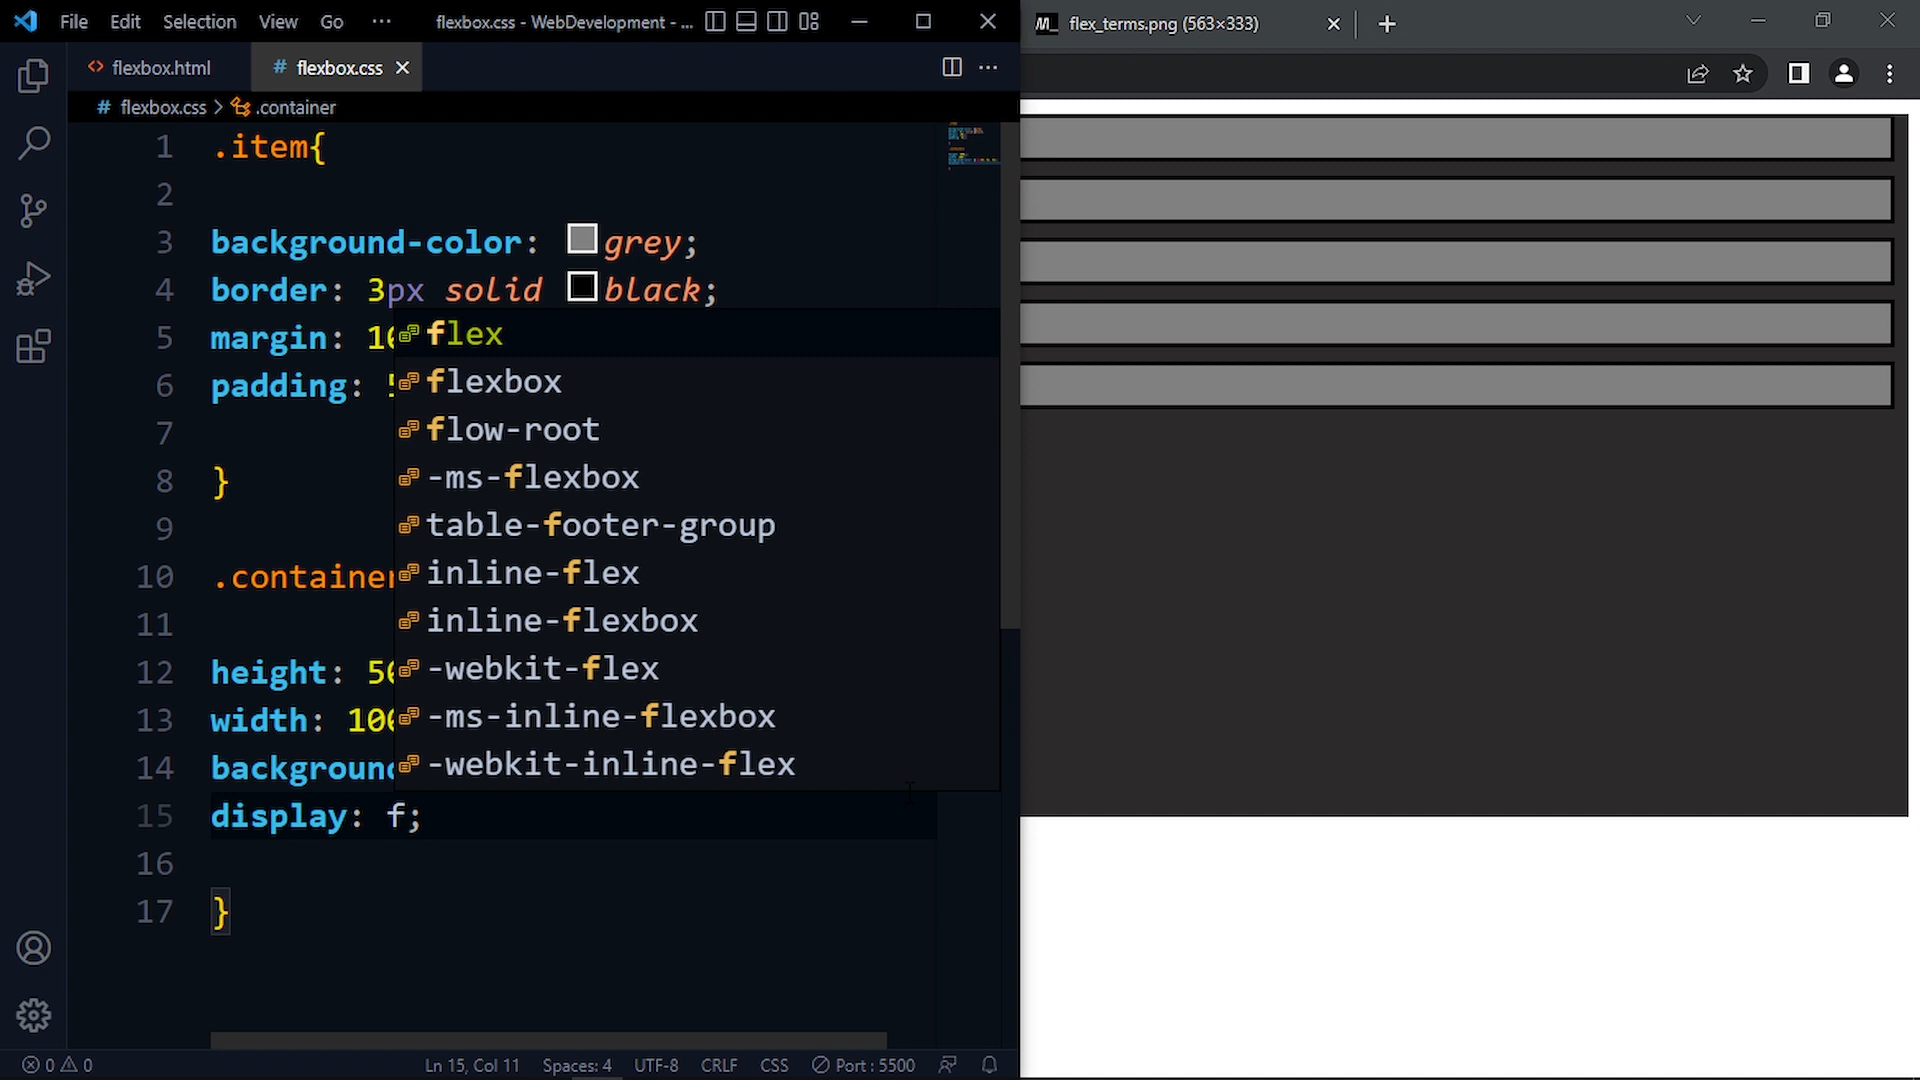 File Edit Selection View Go ··· flexbox.css - WebDevelopment - ...
flex_terms.png (563×333)
flexbox.html
# flexbox.css
# flexbox.css > .container
1 .item{
2
3 background-color: grey;
4 border: 3px solid black;
5 margin: 10
6 padding: 5
7
8 }
9
10 .container
11
12 height: 50
13 width: 100
14 background
15 display: f;
16
17 }
flex
flexbox
flow-root
-ms-flexbox
table-footer-group
inline-flex
inline-flexbox
-webkit-flex
-ms-inline-flexbox
-webkit-inline-flex
0 0 Ln 15, Col 11 Spaces: 4 UTF-8 CRLF CSS Port : 5500